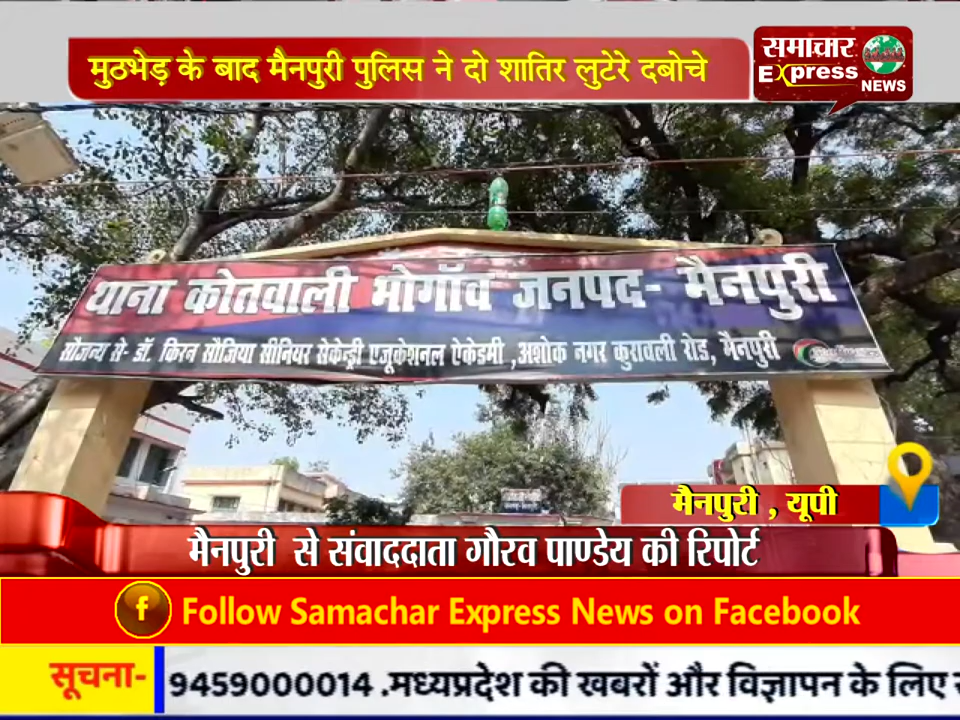 मुठभेड़ के बाद मैनपुरी पुलिस ने दो शातिर लुटेरे दबोचे
समाचार
Express
NEWS
थाना कोतवाली भोगॉव जनपद- मैनपुरी
सौजन्य से- डॉ. किरन सौजिया सीनियर सेकेन्ड्री एजूकेशनल ऐकेडमी ,अशोक नगर कुरावली रोड, मैनपुरी
मैनपुरी , यूपी
मैनपुरी से संवाददाता गौरव पाण्डेय की रिपोर्ट
f Follow Samachar Express News on Facebook
सूचना- 9459000014 .मध्यप्रदेश की खबरों और विज्ञापन के लिए